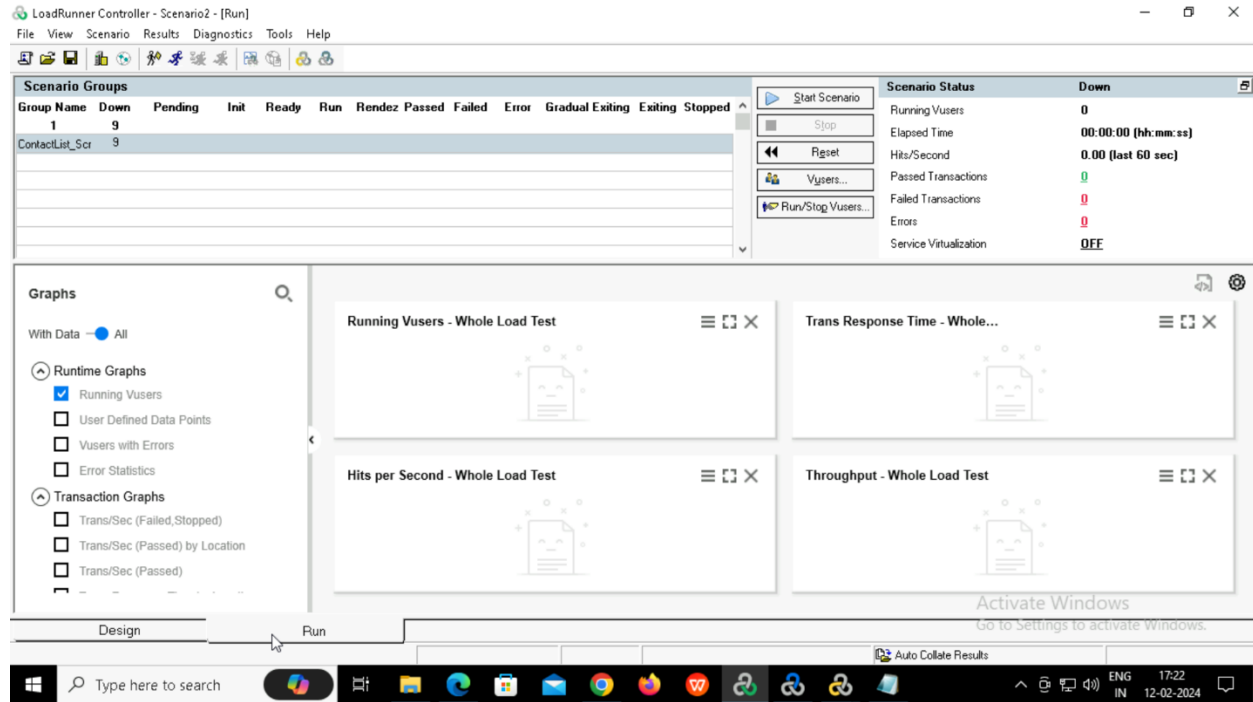 LoadRunner Controller - Scenario2 - [Run]
File View Scenario Results Diagnostics Tools Help
Scenario Groups
Group Name Down Pending Init Ready Run Rendez Passed Failed Error Gradual Exiting Exiting Stopped
1 9
ContactList_Scr 9
Start Scenario
Stop
Reset
Vusers...
Run/Stop Vusers...
Scenario Status Down
Running Vusers 0
Elapsed Time 00:00:00 (hh:mm:ss)
Hits/Second 0.00 (last 60 sec)
Passed Transactions 0
Failed Transactions 0
Errors 0
Service Virtualization OFF
Graphs
With Data All
Runtime Graphs
Running Vusers
User Defined Data Points
Vusers with Errors
Error Statistics
Transaction Graphs
Trans/Sec (Failed,Stopped)
Trans/Sec (Passed) by Location
Trans/Sec (Passed)
Running Vusers - Whole Load Test
Trans Response Time - Whole...
Hits per Second - Whole Load Test
Throughput - Whole Load Test
Activate Windows
Go to Settings to activate Windows.
Design Run
Auto Collate Results
Type here to search
ENG
IN
17:22
12-02-2024